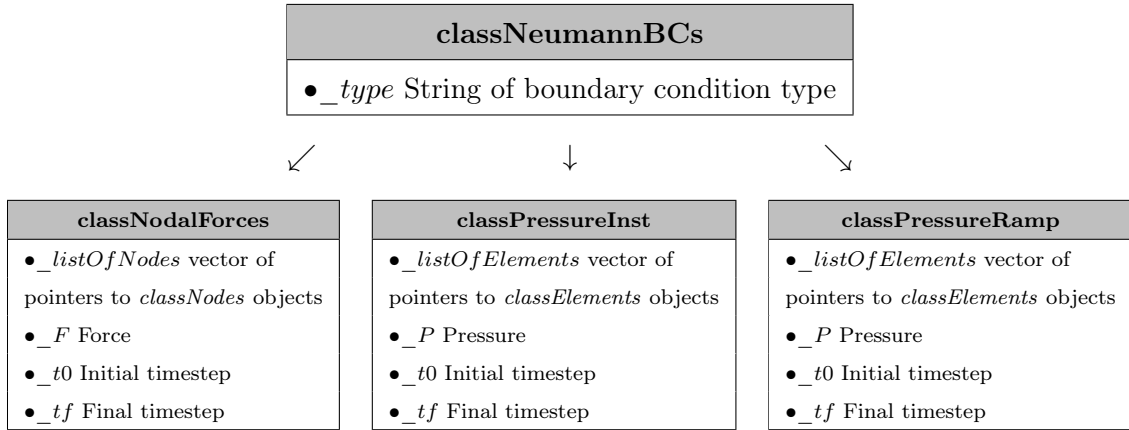 classNeumannBCs
•_type String of boundary condition type
↙ ↓ ↘
classNodalForces
•_listOfNodes vector of
pointers to classNodes objects
•_F Force
•_t0 Initial timestep
•_tf Final timestep
classPressureInst
•_listOfElements vector of
pointers to classElements objects
•_P Pressure
•_t0 Initial timestep
•_tf Final timestep
classPressureRamp
•_listOfElements vector of
pointers to classElements objects
•_P Pressure
•_t0 Initial timestep
•_tf Final timestep